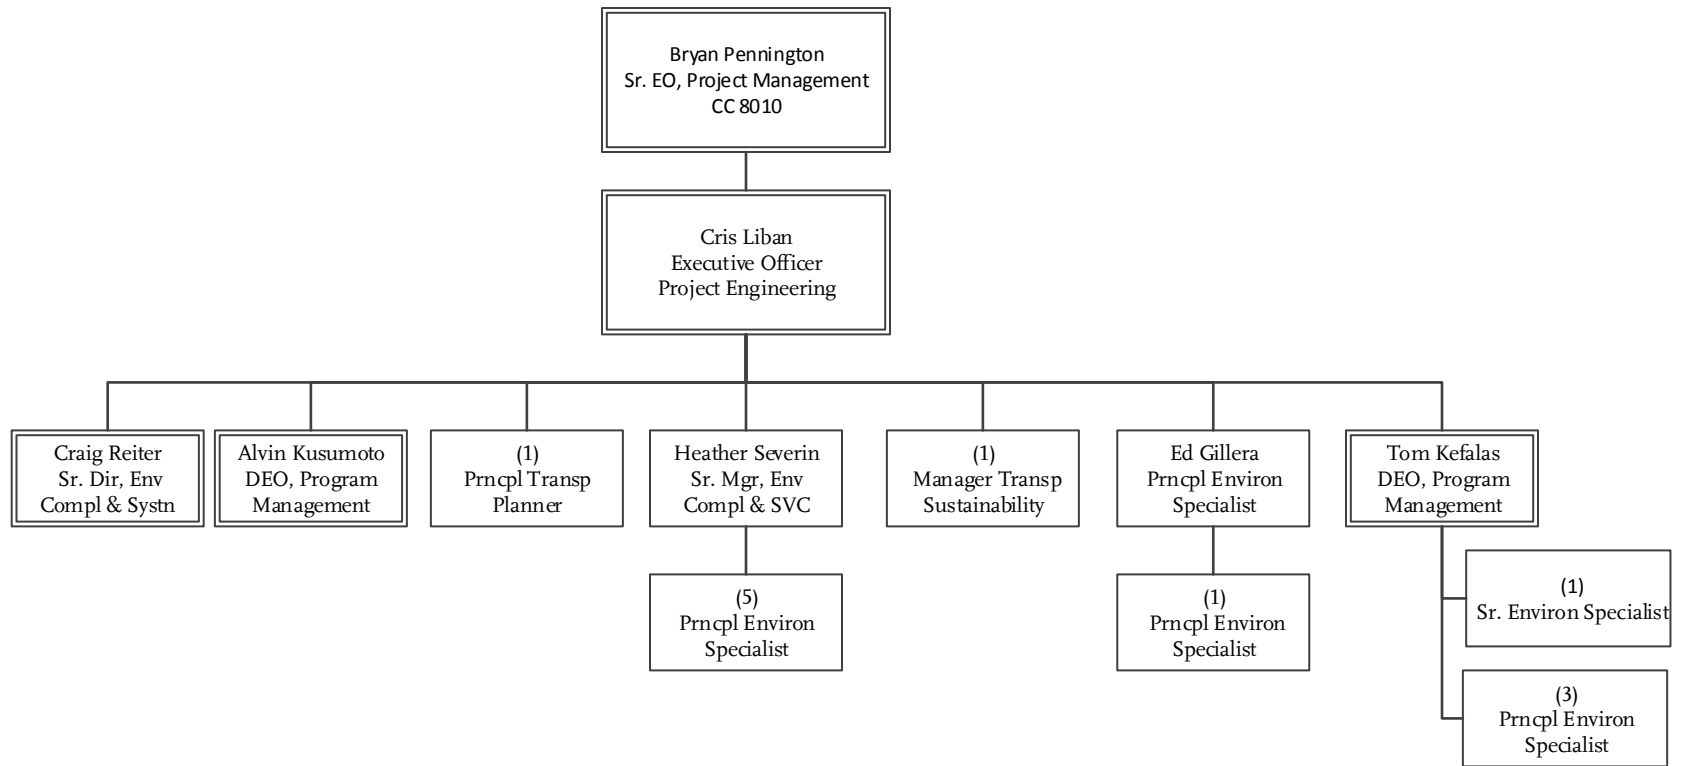 Bryan Pennington
Sr. EO, Project Management
CC 8010
Cris Liban
Executive Officer
Project Engineering
Craig Reiter
Sr. Dir, Env
Compl & Systn
Alvin Kusumoto
DEO, Program
Management
(1)
Prncpl Transp
Planner
Heather Severin
Sr. Mgr, Env
Compl & SVC
(1)
Manager Transp
Sustainability
Ed Gillera
Prncpl Environ
Specialist
Tom Kefalas
DEO, Program
Management
(5)
Prncpl Environ
Specialist
(1)
Prncpl Environ
Specialist
(1)
Sr. Environ Specialist
(3)
Prncpl Environ
Specialist